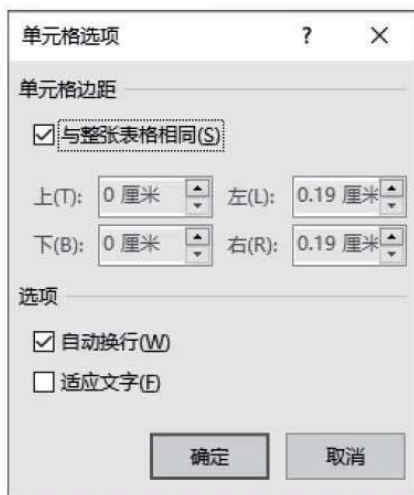 单元格选项 ?
单元格边距
与整张表格相同(S)
上(T): 0 厘米 左(L): 0.19 厘米
下(B): 0 厘米 右(R): 0.19 厘米
选项
自动换行(W)
适应文字(F)
确定 取消